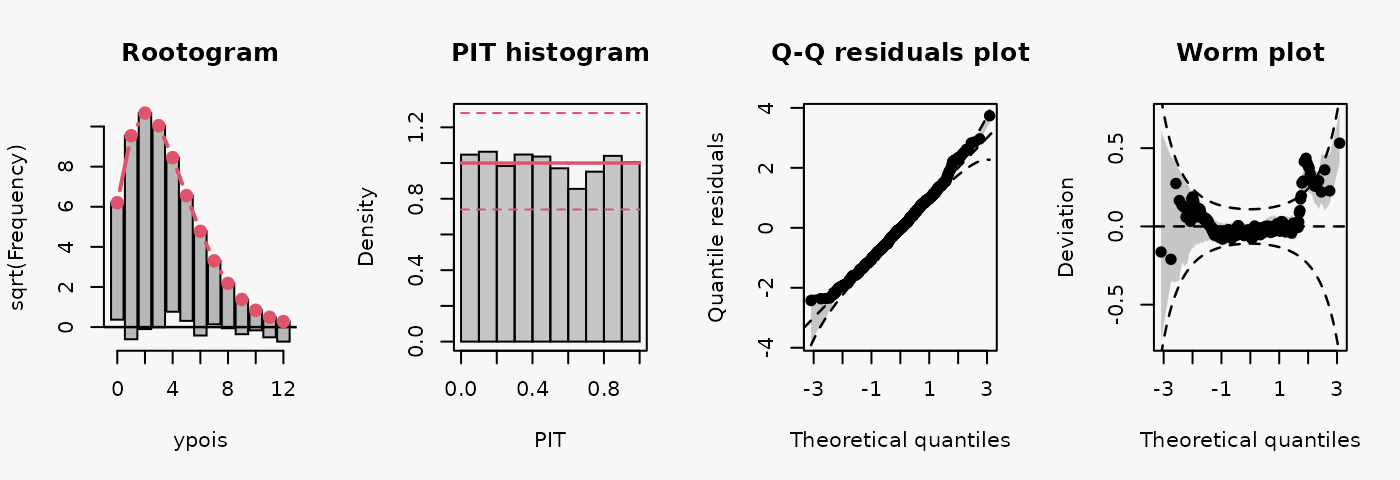 Rootogram
sqrt(Frequency)
0 2 4 6 8
0 4 8 12
ypois
PIT histogram
Density
0.0 0.4 0.8 1.2
0.0 0.4 0.8
PIT
Q-Q residuals plot
Quantile residuals
-4 -2 0 2 4
-3 -1 1 3
Theoretical quantiles
Worm plot
Deviation
-0.5 0.0 0.5
-3 -1 1 3
Theoretical quantiles